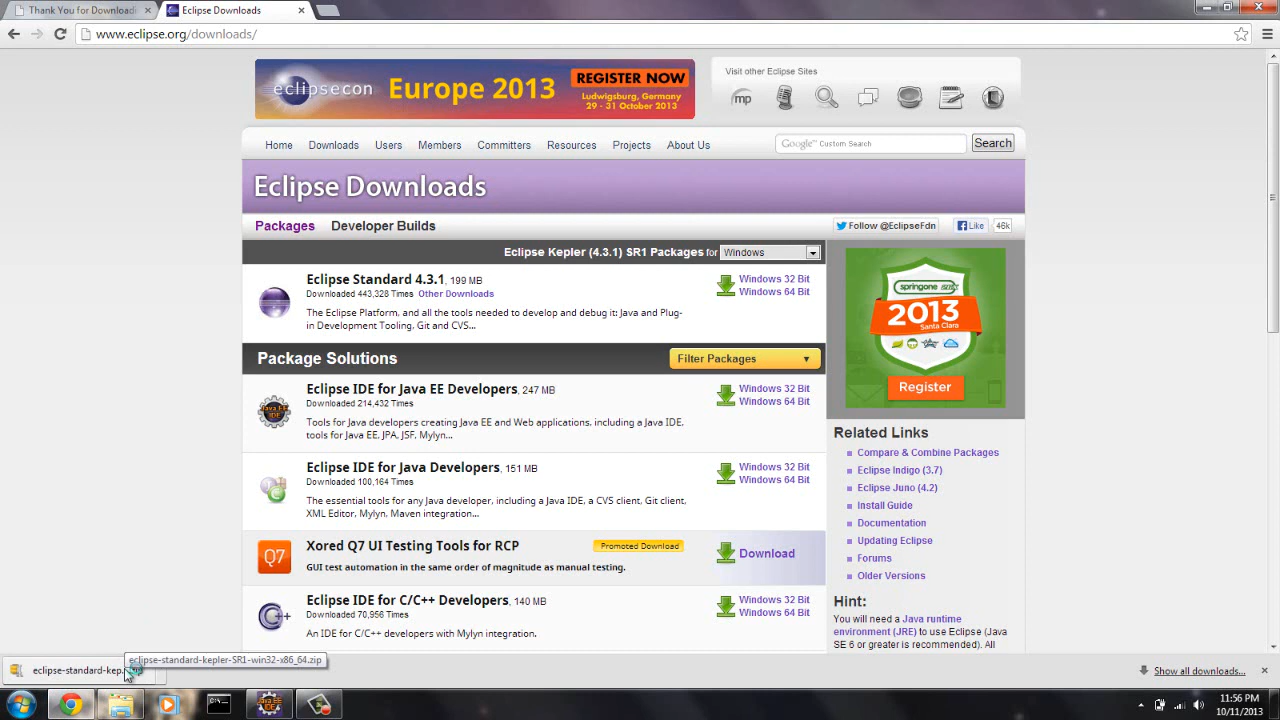 Thank You for Download
Eclipse Downloads
www.eclipse.org/downloads/
eclipsecon Europe 2013
REGISTER NOW
Ludwigsburg, Germany
29 - 31 October 2013
Visit other Eclipse Sites
mp
Home Downloads Users Members Committers Resources Projects About Us
Google™ Custom Search
Search
Eclipse Downloads
Packages Developer Builds
Follow @EclipseFdn
Like 46k
Eclipse Kepler (4.3.1) SR1 Packages for Windows
Eclipse Standard 4.3.1, 199 MB
Downloaded 443,328 Times Other Downloads
The Eclipse Platform, and all the tools needed to develop and debug it: Java and Plug-
in Development Tooling, Git and CVS...
Windows 32 Bit
Windows 64 Bit
Package Solutions
Filter Packages
Eclipse IDE for Java EE Developers, 247 MB
Downloaded 214,432 Times
Tools for Java developers creating Java EE and Web applications, including a Java IDE,
tools for Java EE, JPA, JSF, Mylyn...
Windows 32 Bit
Windows 64 Bit
Java EE
IDE
Eclipse IDE for Java Developers, 151 MB
Downloaded 100,164 Times
The essential tools for any Java developer, including a Java IDE, a CVS client, Git client,
XML Editor, Mylyn, Maven integration...
Windows 32 Bit
Windows 64 Bit
Q7
Xored Q7 UI Testing Tools for RCP
Promoted Download
GUI test automation in the same order of magnitude as manual testing.
Download
C++
Eclipse IDE for C/C++ Developers, 140 MB
Downloaded 70,956 Times
An IDE for C/C++ developers with Mylyn integration.
Windows 32 Bit
Windows 64 Bit
springone
2013
Santa Clara
Register
Related Links
Compare & Combine Packages
Eclipse Indigo (3.7)
Eclipse Juno (4.2)
Install Guide
Documentation
Updating Eclipse
Forums
Older Versions
Hint:
You will need a Java runtime
environment (JRE) to use Eclipse (Java
SE 6 or greater is recommended). All
eclipse-standard-kepler-SR1-win32-x86_64.zip
eclipse-standard-kep
Show all downloads...
Java EE
IDE
11:56 PM
10/11/2013